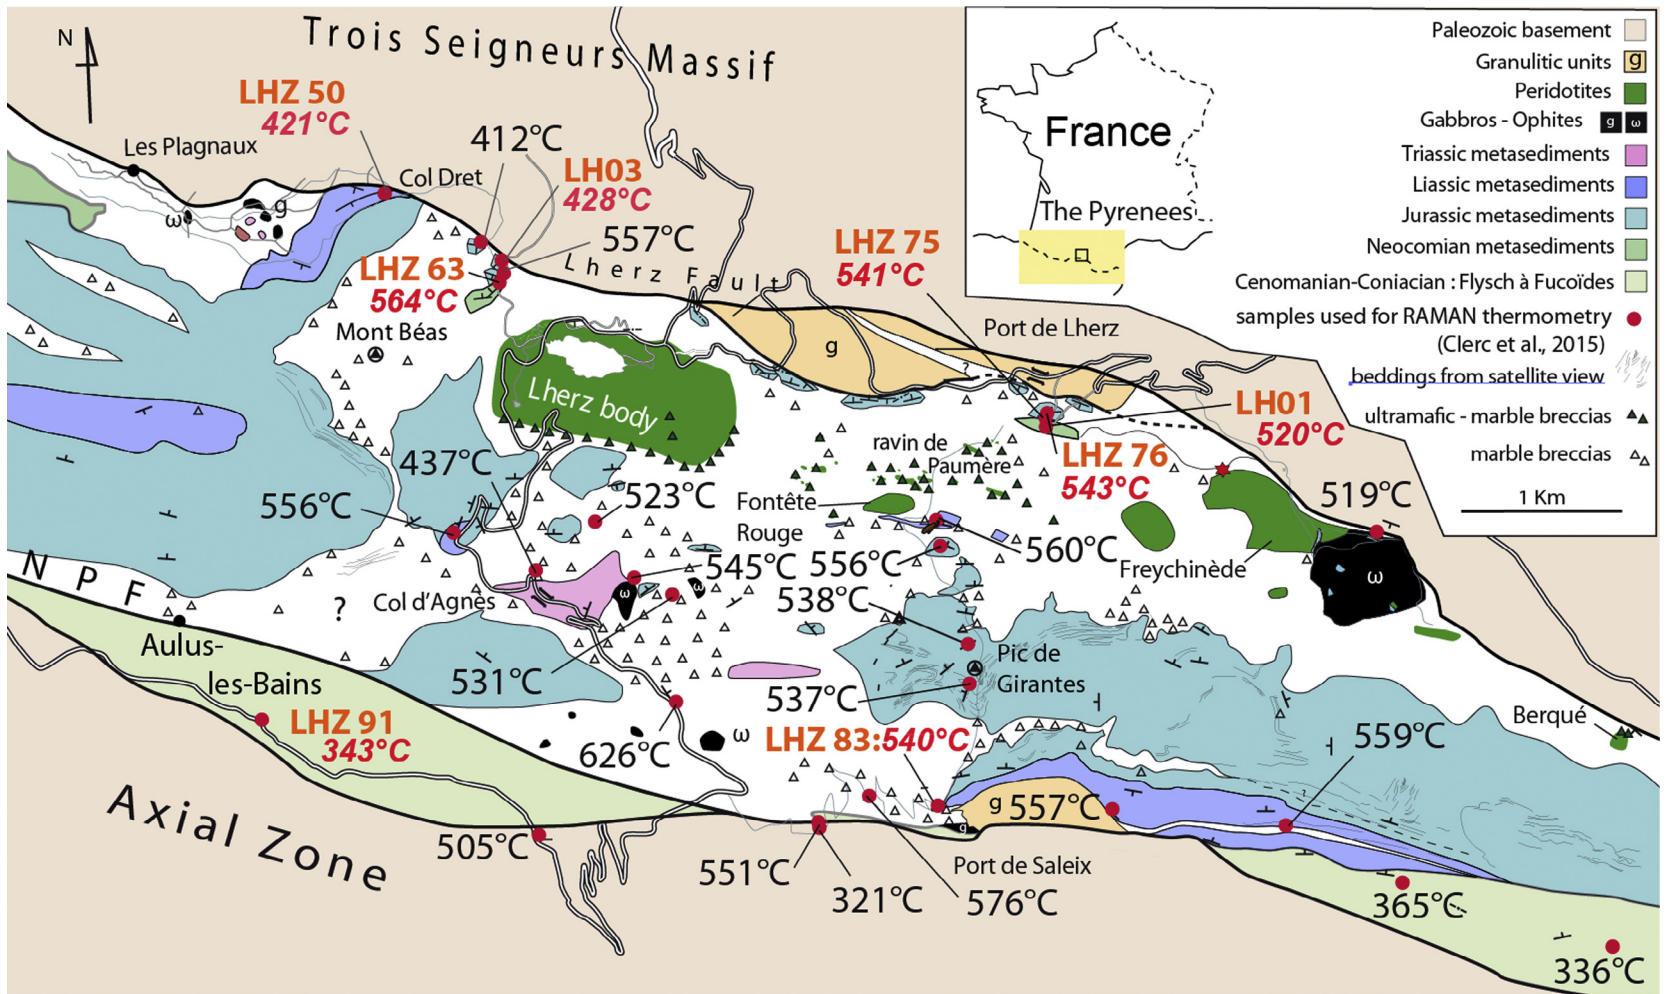 Trois Seigneurs Massif
N
LHZ 50
421°C
Les Plagnaux
412°C
Col Dret
LH03
428°C
557°C
ω
g
LHZ 63
564°C
Lherz Fault
LHZ 75
541°C
Mont Béas
g
?
Port de Lherz
Lherz body
LH01
520°C
ravin de
Paumère
LHZ 76
543°C
437°C
556°C
523°C
Fontête
Rouge
519°C
560°C
545°C
556°C
Freychinède
ω
N P F
?
Col d'Agnès
ω
ω
538°C
Aulus-
les-Bains
531°C
Pic de
Girantes
537°C
LHZ 91
343°C
626°C
ω
LHZ 83:540°C
Berqué
559°C
g
557°C
?
g
Axial Zone
505°C
551°C
321°C
Port de Saleix
576°C
365°C
336°C
France
The Pyrenees
Paleozoic basement
Granulitic units g
Peridotites
Gabbros - Ophites g ω
Triassic metasediments
Liassic metasediments
Jurassic metasediments
Neocomian metasediments
Cenomanian-Coniacian : Flysch à Fucoïdes
samples used for RAMAN thermometry
(Clerc et al., 2015)
beddings from satellite view
ultramafic - marble breccias
marble breccias
1 Km